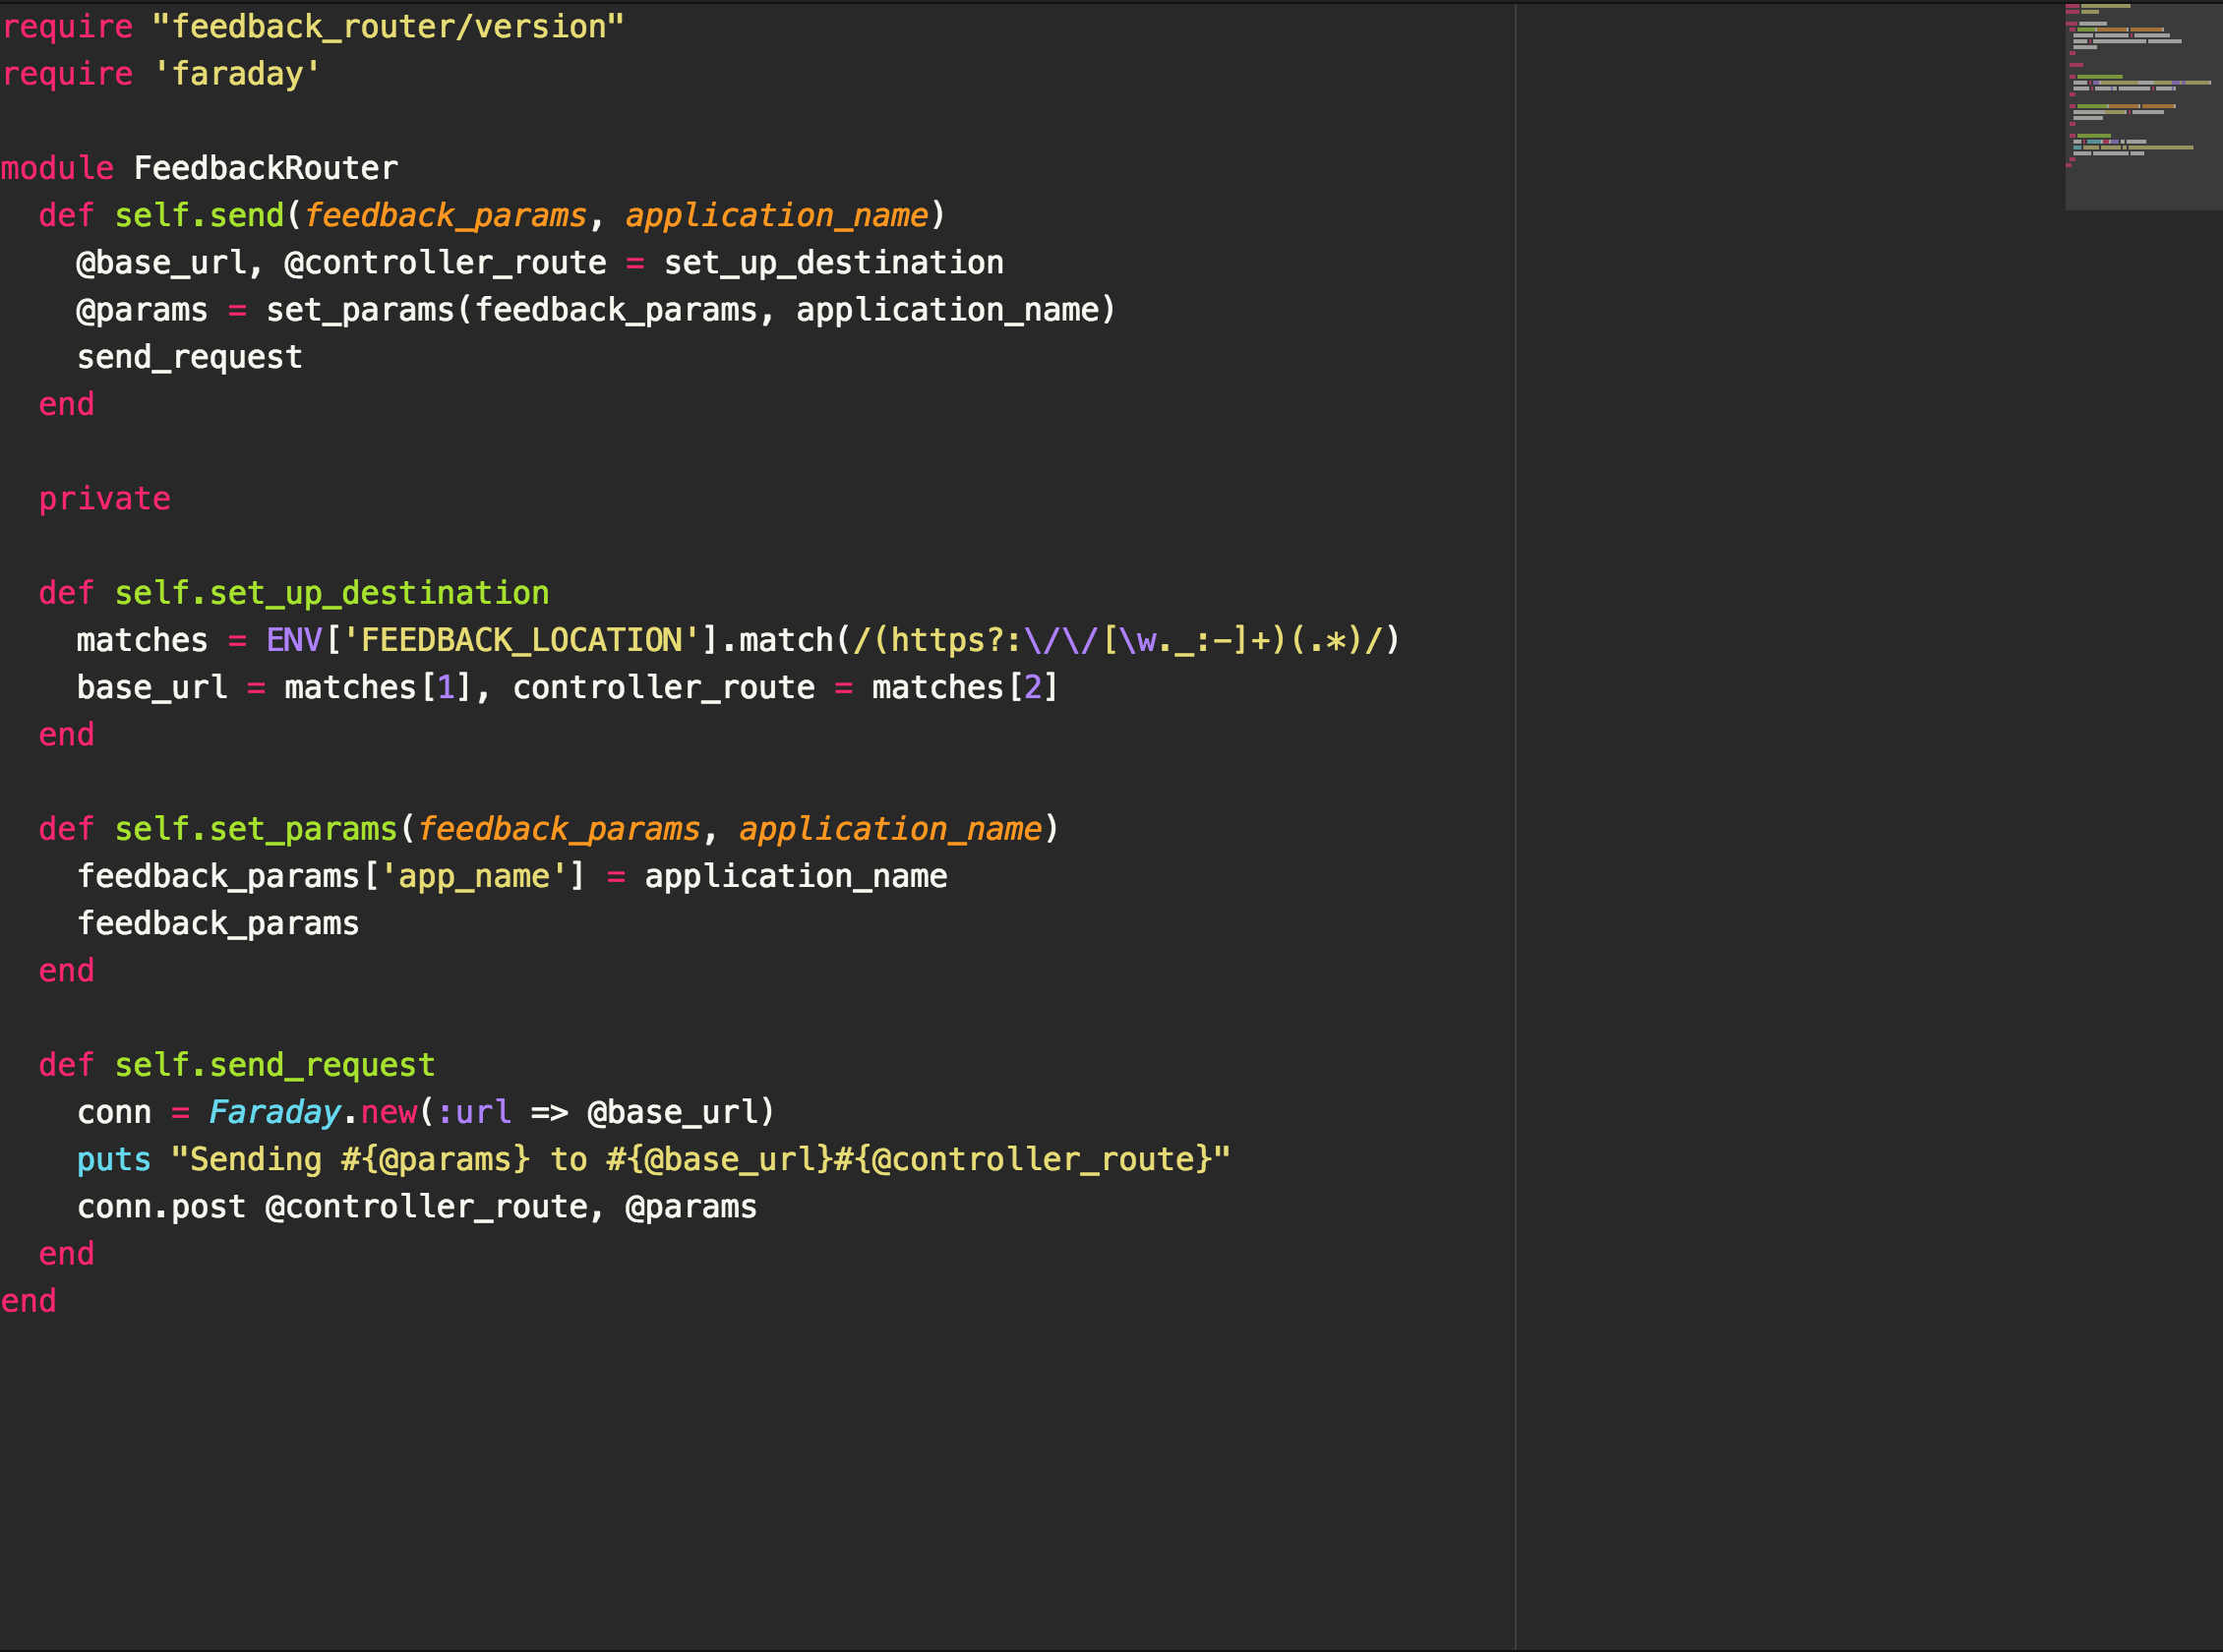 require "feedback_router/version"
require 'faraday'
module FeedbackRouter
def self.send(feedback_params, application_name)
@base_url, @controller_route = set_up_destination
@params = set_params(feedback_params, application_name)
send_request
end
private
def self.set_up_destination
matches = ENV['FEEDBACK_LOCATION'].match(/(https?:\/\/[\w._:-]+)(.*)/)
base_url = matches[1], controller_route = matches[2]
end
def self.set_params(feedback_params, application_name)
feedback_params['app_name'] = application_name
feedback_params
end
def self.send_request
conn = Faraday.new(:url => @base_url)
puts "Sending #{@params} to #{@base_url}#{@controller_route}"
conn.post @controller_route, @params
end
end